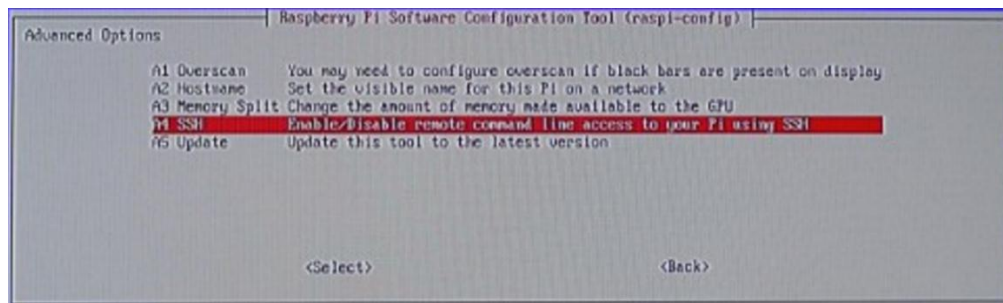 Raspberry Pi Software Configuration Tool (raspi-config)
Advanced Options
A1 Overscan You may need to configure overscan if black bars are present on display
A2 Hostname Set the visible name for this Pi on a network
A3 Memory Split Change the amount of memory made available to the GPU
A4 SSH Enable/Disable remote command line access to your Pi using SSH
A5 Update Update this tool to the latest version
<Select> <Back>